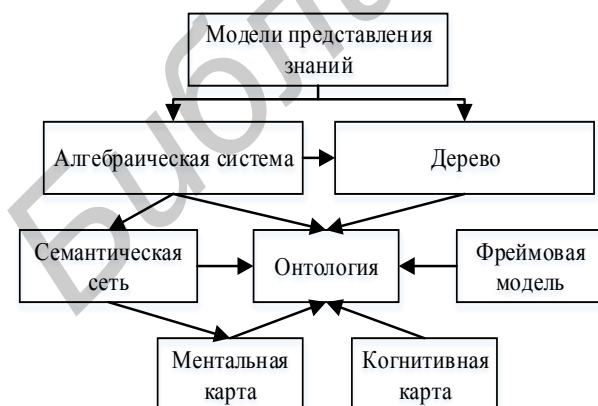 Модели представления
знаний
Алгебраическая система
Дерево
Семантическая
сеть
Онтология
Фреймовая
модель
Ментальная
карта
Когнитивная
карта